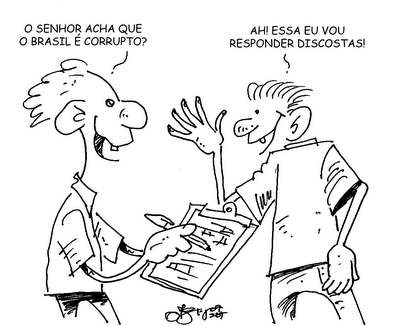 O SENHOR ACHA QUE
O BRASIL É CORRUPTO?
AH! ESSA EU VOU
RESPONDER DISCOSTAS!